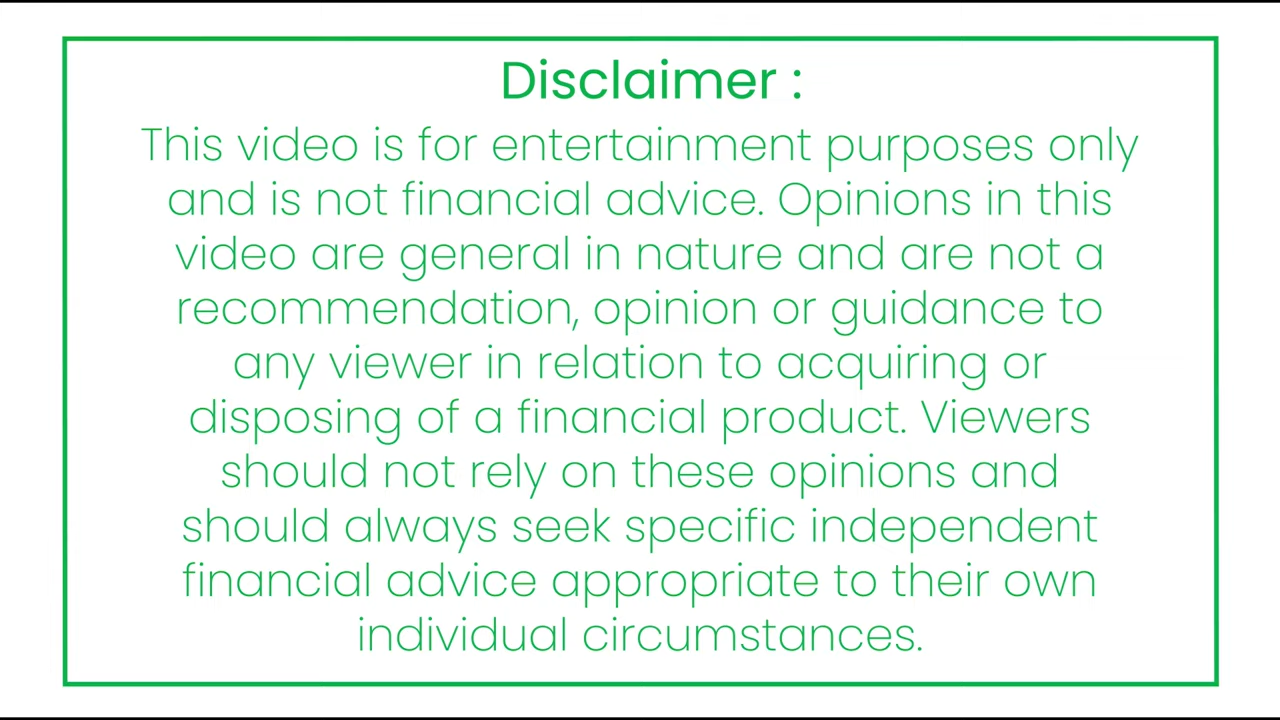 Disclaimer :
This video is for entertainment purposes only
and is not financial advice. Opinions in this
video are general in nature and are not a
recommendation, opinion or guidance to
any viewer in relation to acquiring or
disposing of a financial product. Viewers
should not rely on these opinions and
should always seek specific independent
financial advice appropriate to their own
individual circumstances.